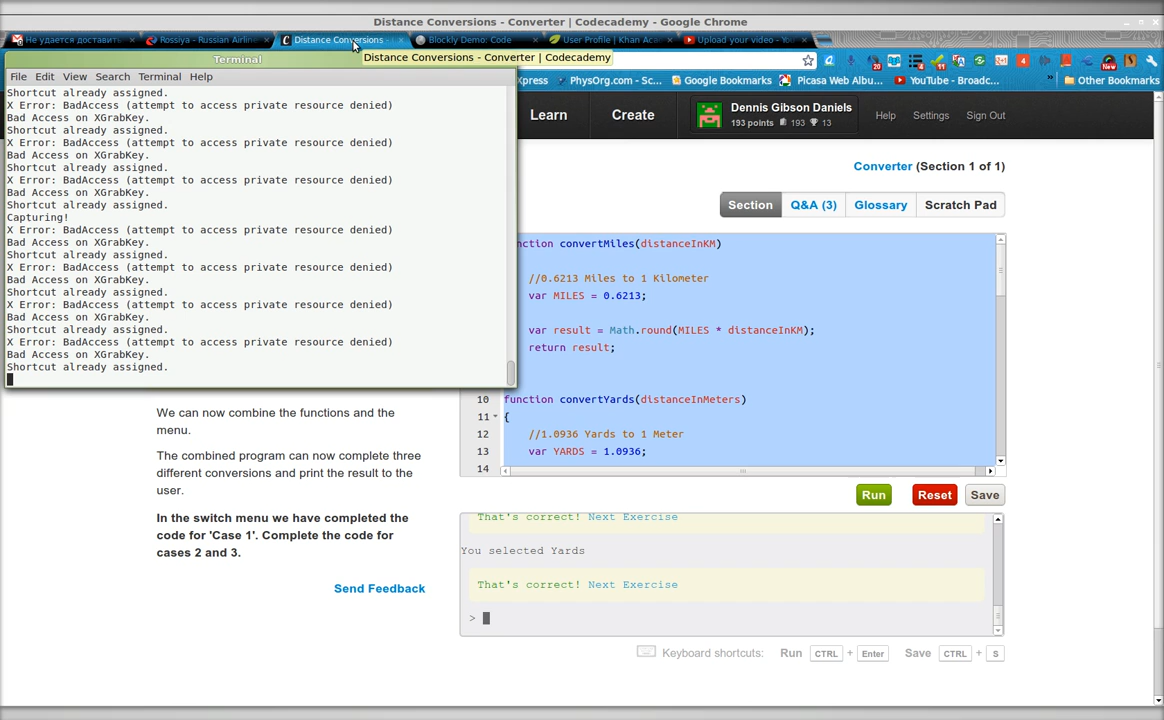 Distance Conversions - Converter | Codecademy - Google Chrome
Не удается доставить
Rossiya - Russian Airlin
Distance Conversions -
Blockly Demo: Code
User Profile | Khan Aca
Upload your video - You
Terminal
Distance Conversions - Converter | Codecademy
File Edit View Search Terminal Help
xpress
PhysOrg.com - Sc...
Google Bookmarks
Picasa Web Albu...
YouTube - Broadc...
»
Other Bookmarks
Shortcut already assigned.
X Error: BadAccess (attempt to access private resource denied)
Bad Access on XGrabKey.
Shortcut already assigned.
X Error: BadAccess (attempt to access private resource denied)
Bad Access on XGrabKey.
Shortcut already assigned.
X Error: BadAccess (attempt to access private resource denied)
Bad Access on XGrabKey.
Shortcut already assigned.
Capturing!
X Error: BadAccess (attempt to access private resource denied)
Bad Access on XGrabKey.
Shortcut already assigned.
X Error: BadAccess (attempt to access private resource denied)
Bad Access on XGrabKey.
Shortcut already assigned.
X Error: BadAccess (attempt to access private resource denied)
Bad Access on XGrabKey.
Shortcut already assigned.
X Error: BadAccess (attempt to access private resource denied)
Bad Access on XGrabKey.
Shortcut already assigned.
Learn
Create
Dennis Gibson Daniels
193 points 193 13
Help
Settings
Sign Out
Converter (Section 1 of 1)
Section
Q&A (3)
Glossary
Scratch Pad
nction convertMiles(distanceInKM)
//0.6213 Miles to 1 Kilometer
var MILES = 0.6213;
var result = Math.round(MILES * distanceInKM);
return result;
10 function convertYards(distanceInMeters)
11 {
12 //1.0936 Yards to 1 Meter
13 var YARDS = 1.0936;
14
We can now combine the functions and the
menu.
The combined program can now complete three
different conversions and print the result to the
user.
In the switch menu we have completed the
code for 'Case 1'. Complete the code for
cases 2 and 3.
Send Feedback
Run
Reset
Save
That's correct! Next Exercise
You selected Yards
That's correct! Next Exercise
>
Keyboard shortcuts: Run CTRL + Enter Save CTRL + S